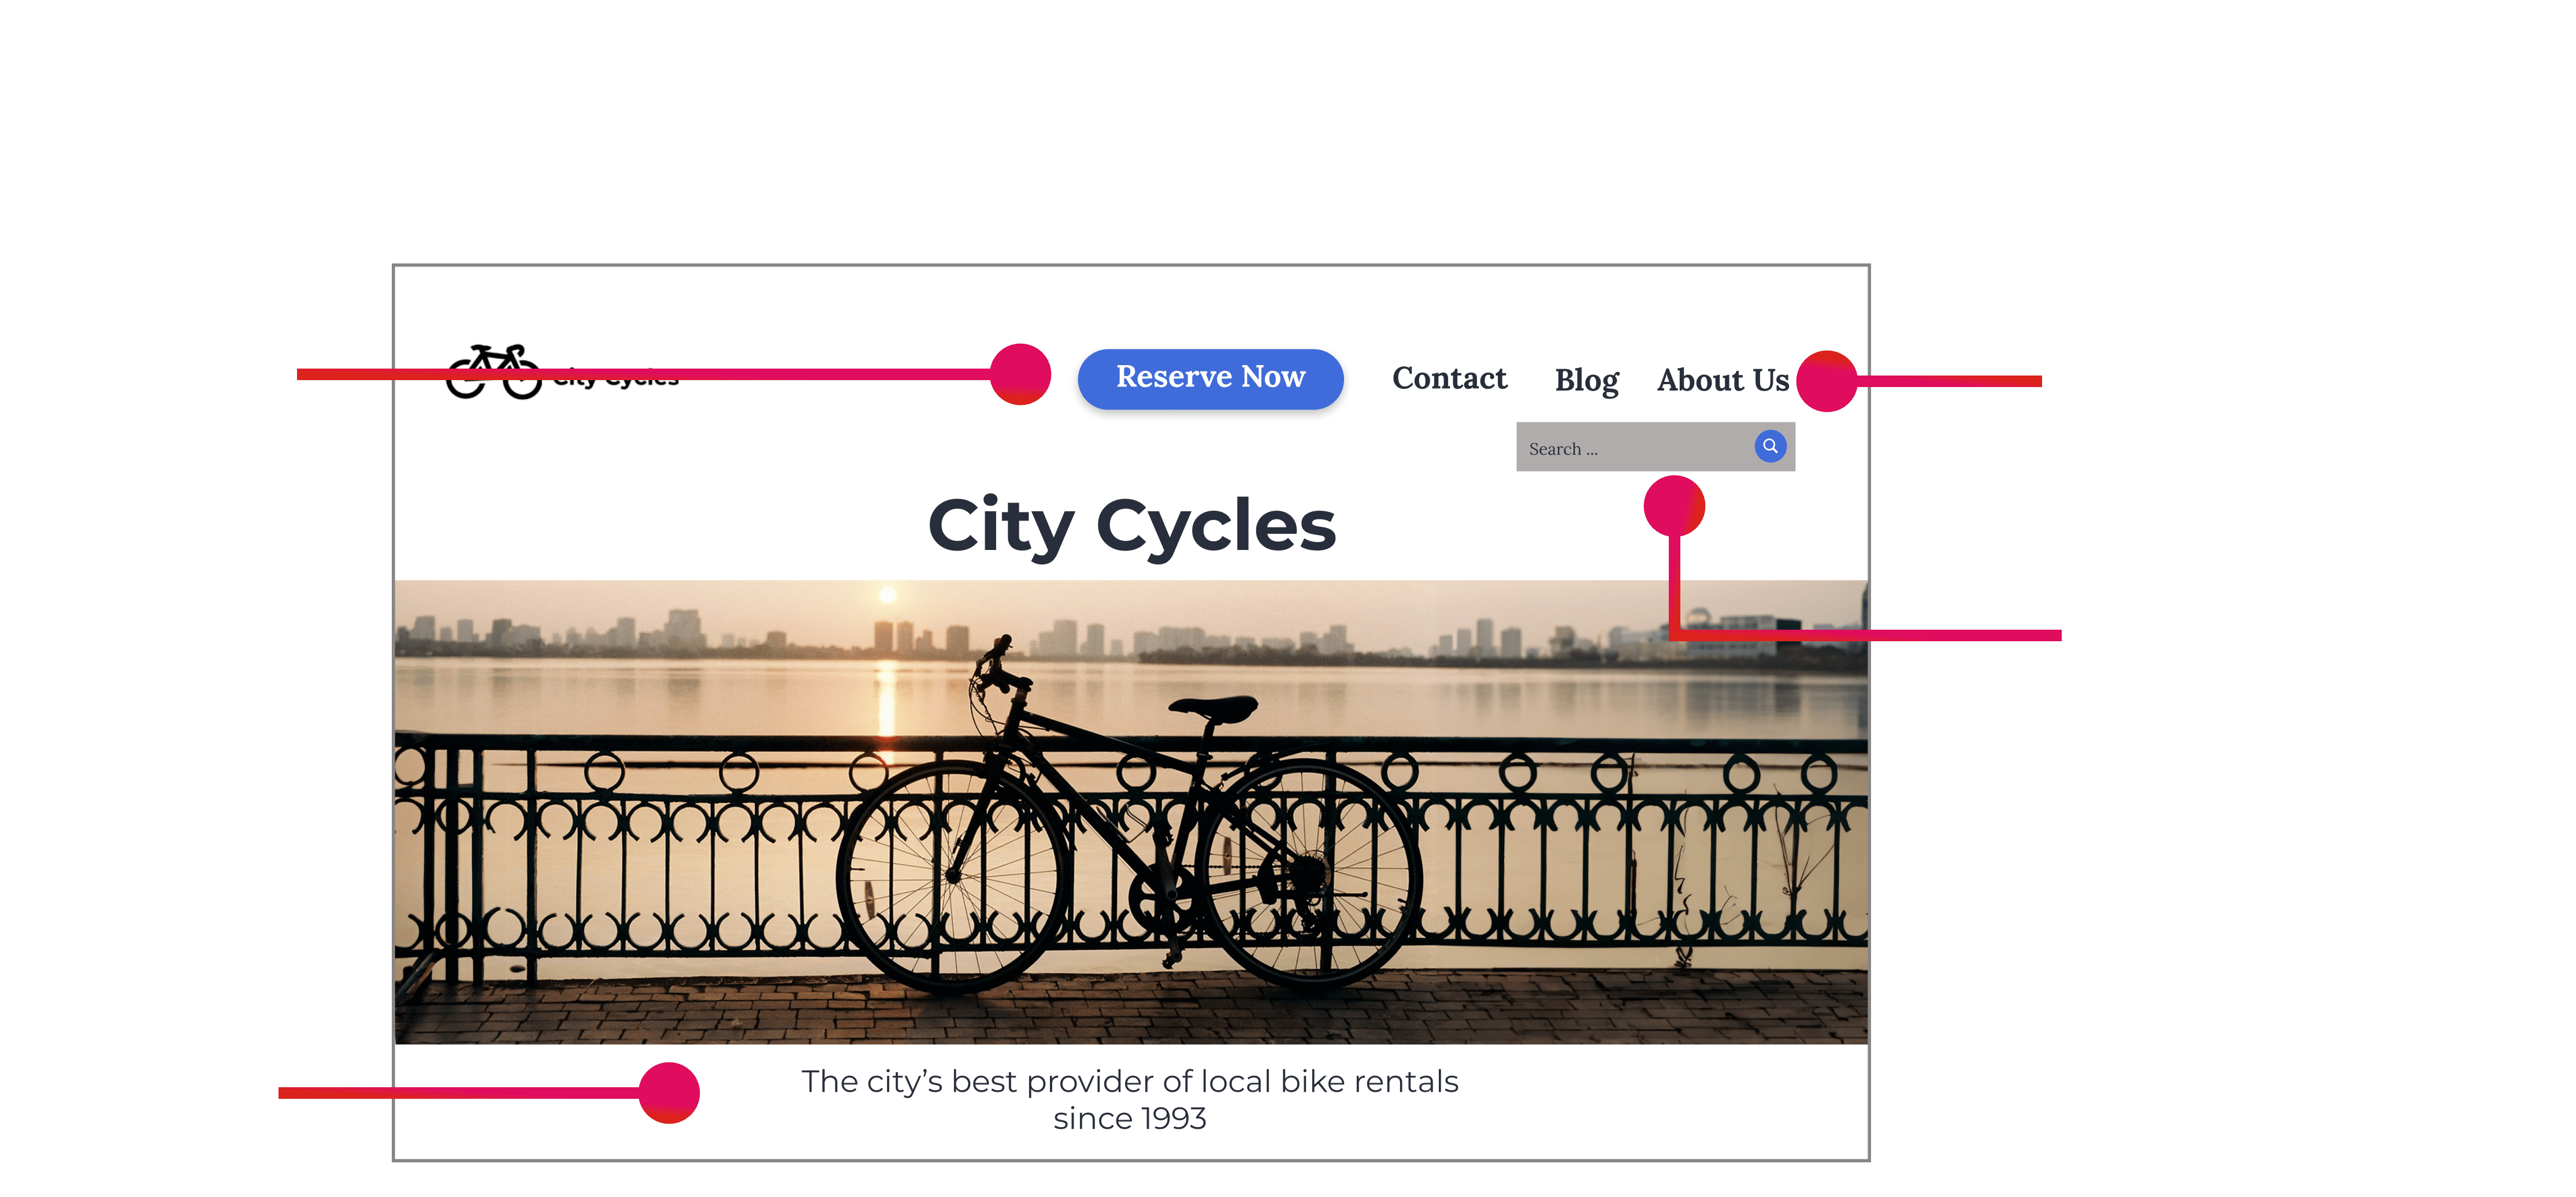 City Cycles
Reserve Now
Contact
Blog
About Us
Search ...
City Cycles
The city’s best provider of local bike rentals
since 1993